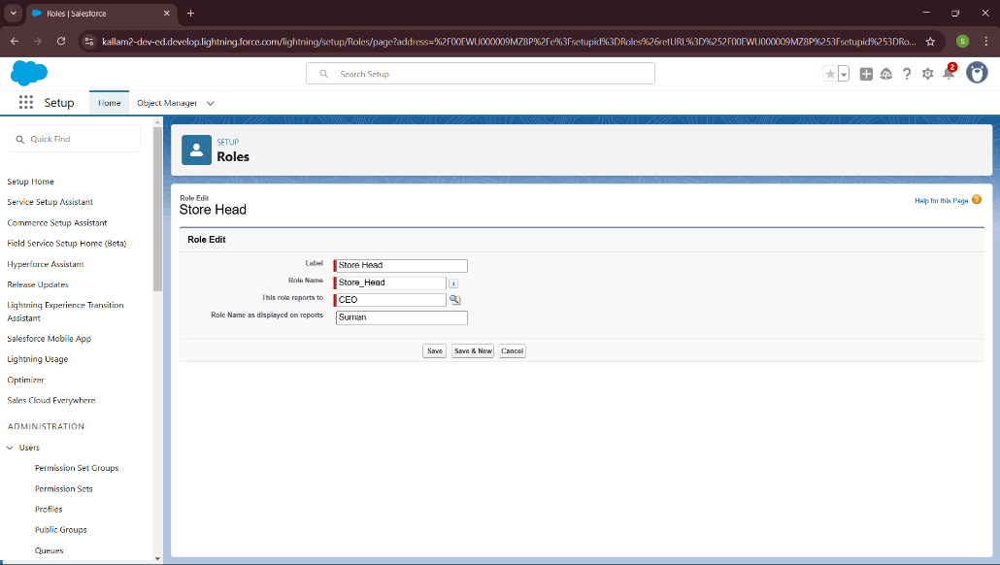 Roles | Salesforce
kallam2-dev-ed.develop.lightning.force.com/lightning/setup/Roles/page?address=%2F00EWU000009MZ8P%2Fe%3Fsetupid%3DRoles%26retURL%3D%252F00EWU000009MZ8P%253Fsetupid%253DRo...
S
Search Setup
2
Setup
Home
Object Manager
Quick Find
Setup Home
Service Setup Assistant
Commerce Setup Assistant
Field Service Setup Home (Beta)
Hyperforce Assistant
Release Updates
Lightning Experience Transition
Assistant
Salesforce Mobile App
Lightning Usage
Optimizer
Sales Cloud Everywhere
ADMINISTRATION
Users
Permission Set Groups
Permission Sets
Profiles
Public Groups
Queues
SETUP
Roles
Role Edit
Store Head
Help for this Page ?
Role Edit
Label Store Head
Role Name Store_Head i
This role reports to CEO
Role Name as displayed on reports Suman
Save Save & New Cancel